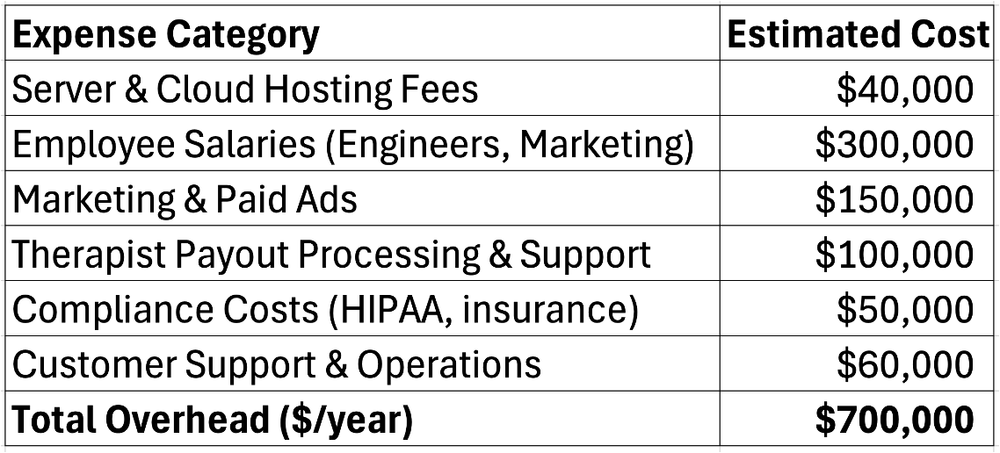 Expense Category Estimated Cost
Server & Cloud Hosting Fees $40,000
Employee Salaries (Engineers, Marketing) $300,000
Marketing & Paid Ads $150,000
Therapist Payout Processing & Support $100,000
Compliance Costs (HIPAA, insurance) $50,000
Customer Support & Operations $60,000
Total Overhead ($/year) $700,000